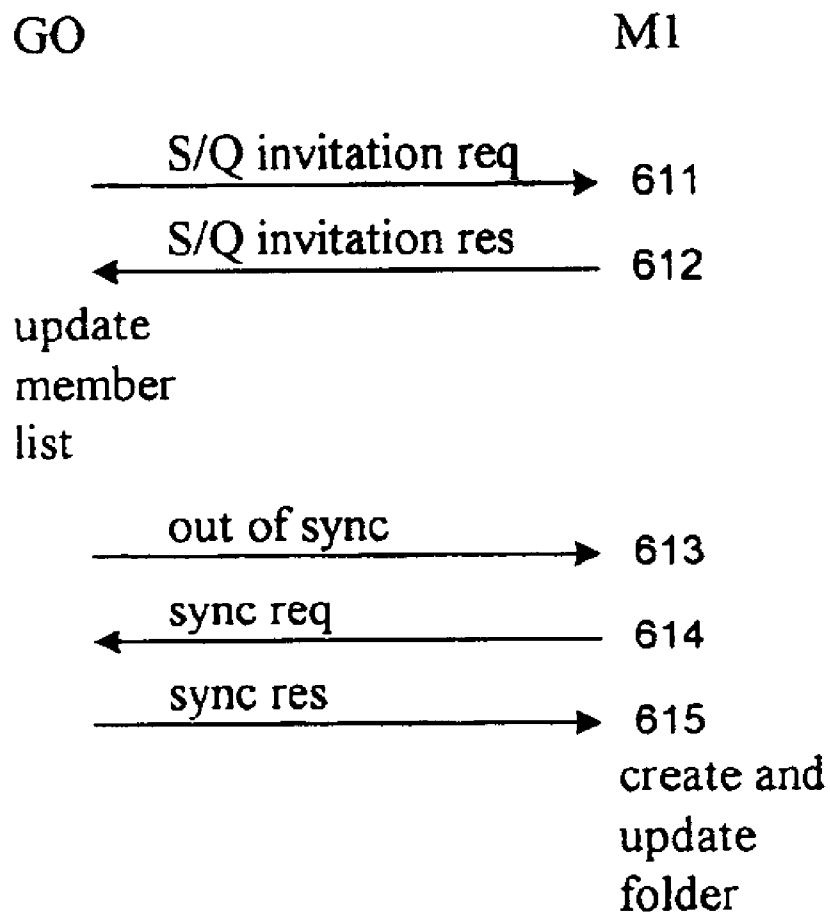 GO M1
S/Q invitation req 611
S/Q invitation res 612
update
member
list
out of sync 613
sync req 614
sync res 615
create and
update
folder